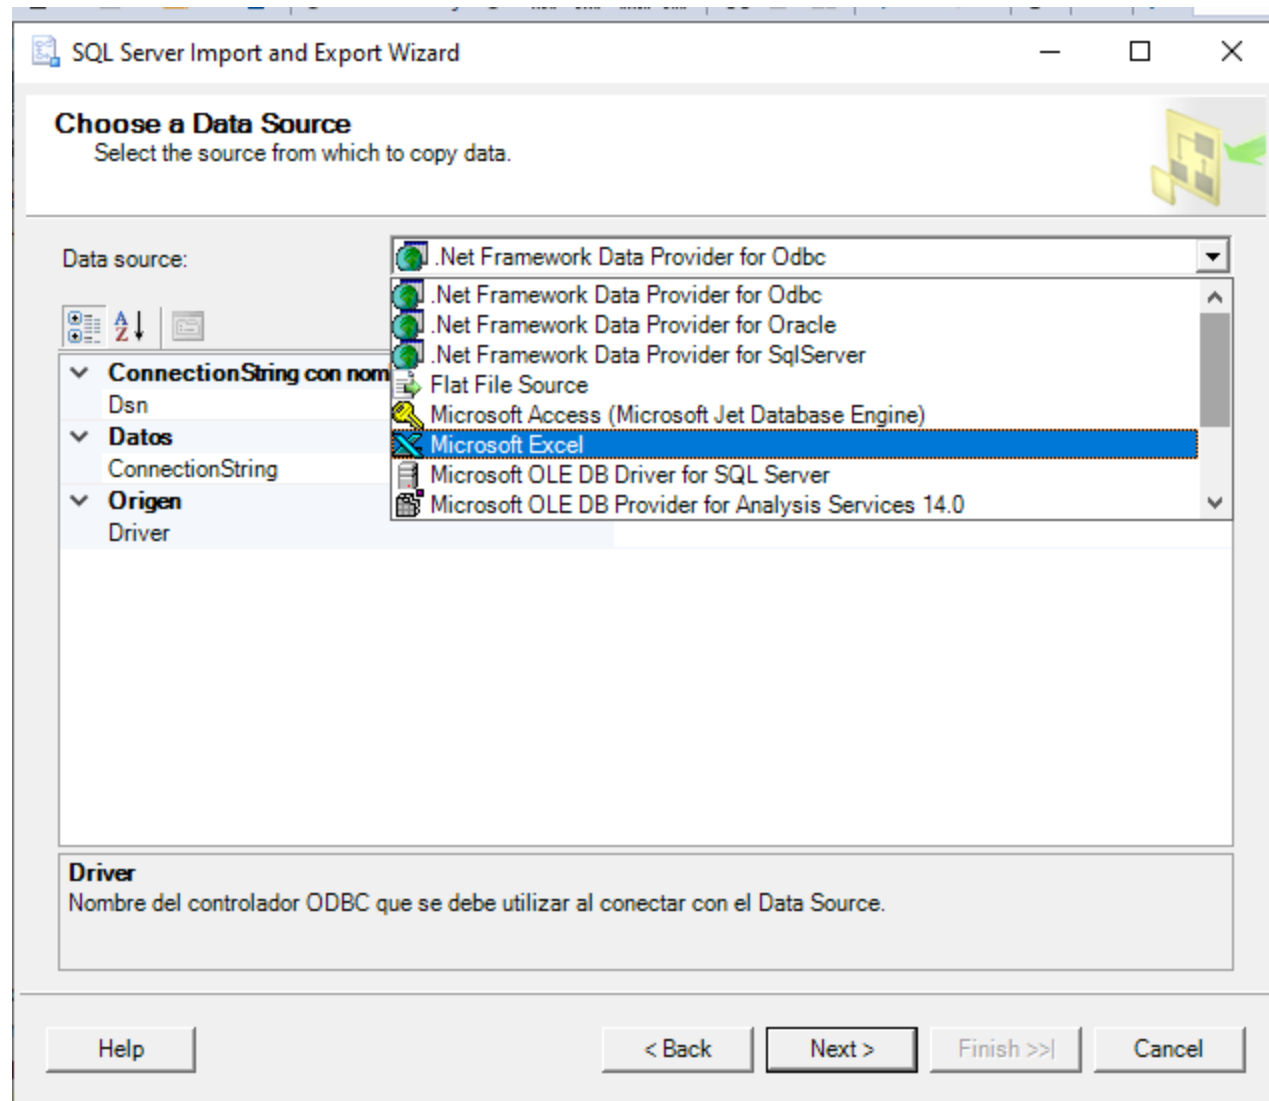 SQL Server Import and Export Wizard
Choose a Data Source
Select the source from which to copy data.
Data source:
.Net Framework Data Provider for Odbc
.Net Framework Data Provider for Odbc
.Net Framework Data Provider for Oracle
.Net Framework Data Provider for SqlServer
Flat File Source
Microsoft Access (Microsoft Jet Database Engine)
Microsoft Excel
Microsoft OLE DB Driver for SQL Server
Microsoft OLE DB Provider for Analysis Services 14.0
ConnectionString con nom
Dsn
Datos
ConnectionString
Origen
Driver
Driver
Nombre del controlador ODBC que se debe utilizar al conectar con el Data Source.
Help
< Back
Next >
Finish >>|
Cancel